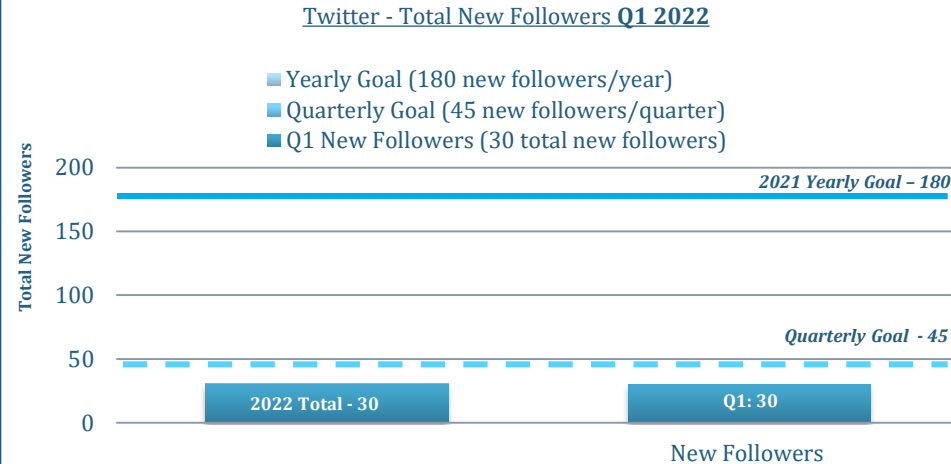 Twitter - Total New Followers Q1 2022
Yearly Goal (180 new followers/year)
Quarterly Goal (45 new followers/quarter)
Q1 New Followers (30 total new followers)
Total New Followers
200
2021 Yearly Goal – 180
150
100
Quarterly Goal - 45
50
2022 Total - 30
Q1: 30
0
New Followers